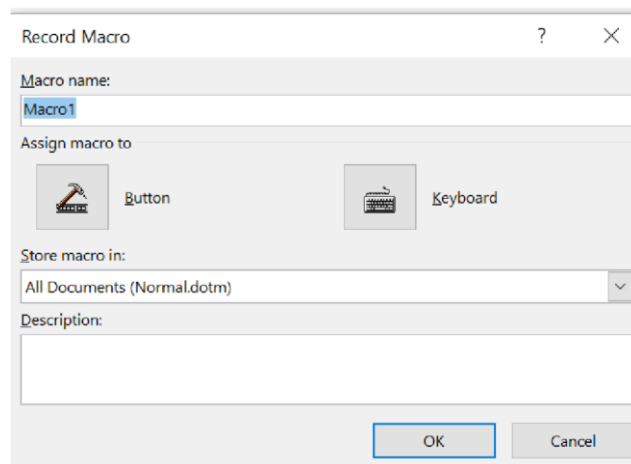 Record Macro ?
Macro name:
Macro1
Assign macro to
Button Keyboard
Store macro in:
All Documents (Normal.dotm)
Description:
OK Cancel